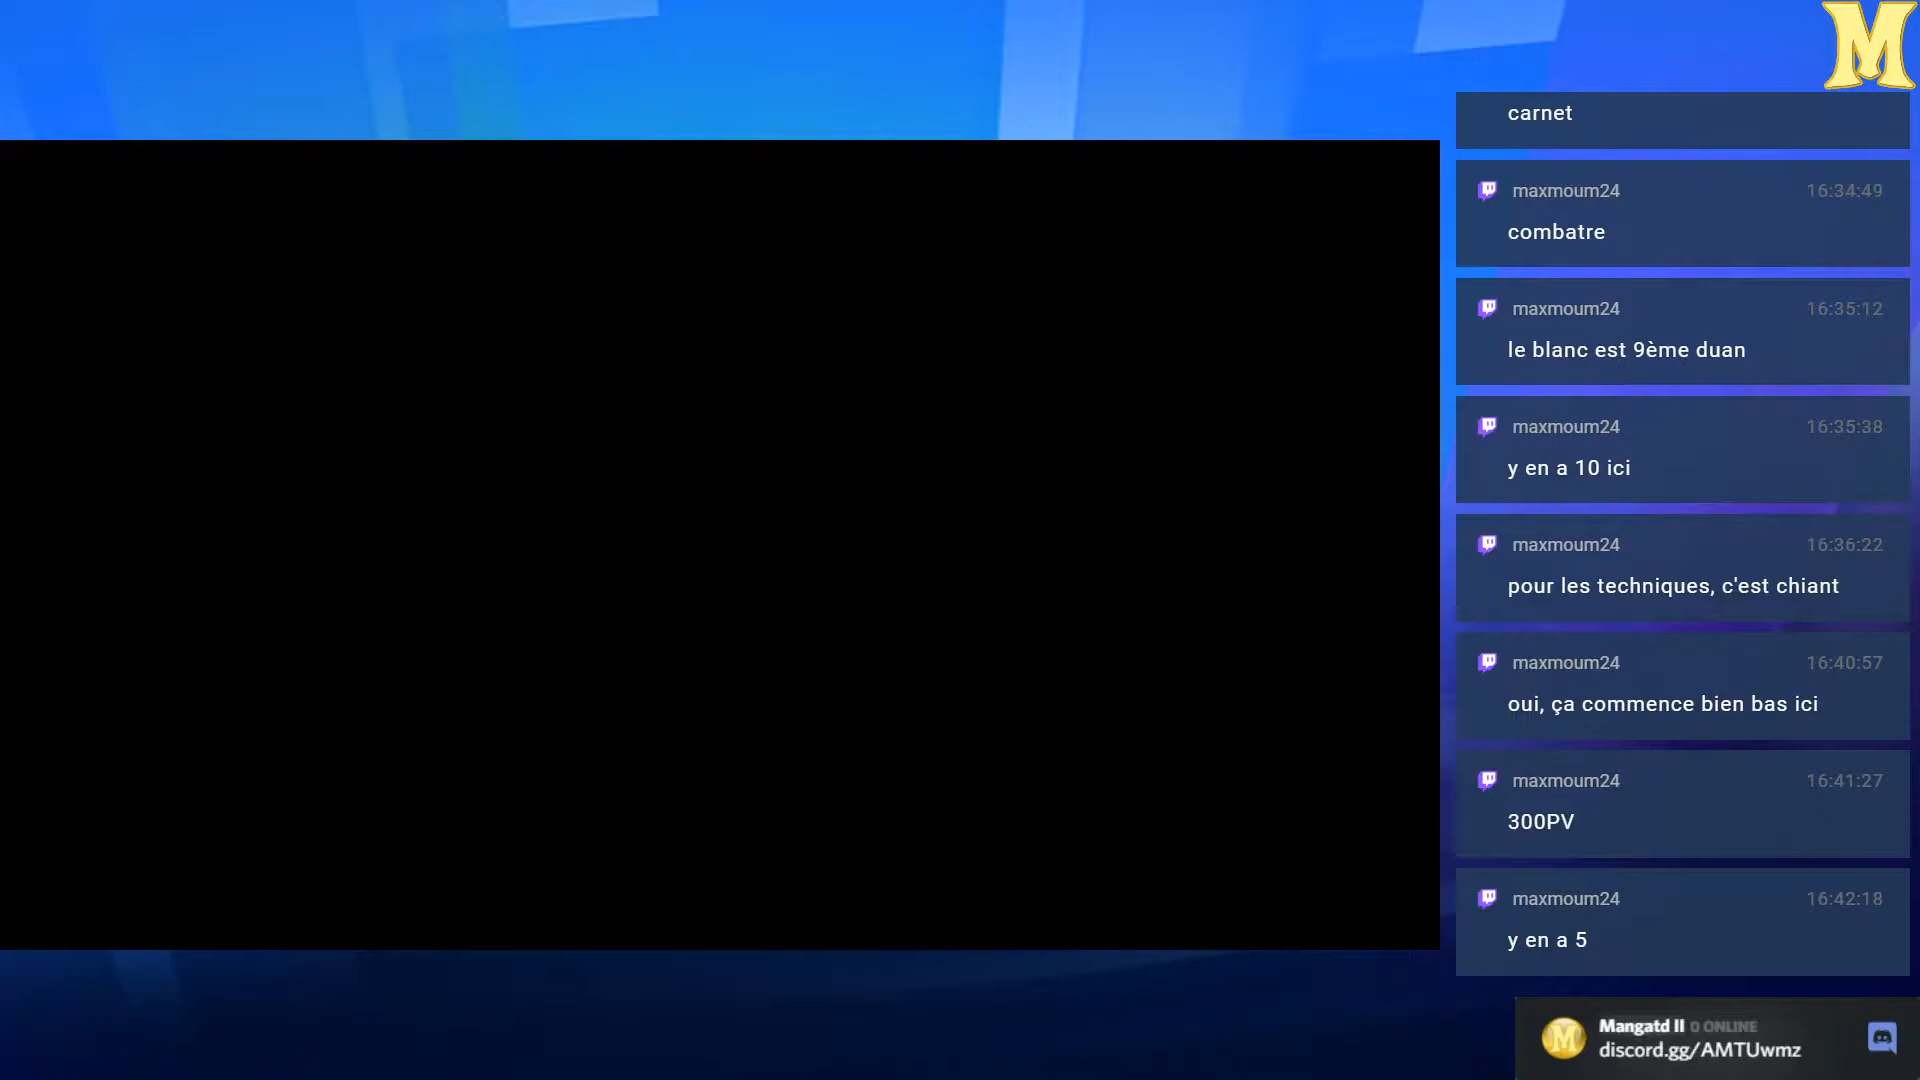 M
carnet
maxmoum24 16:34:49
combatre
maxmoum24 16:35:12
le blanc est 9ème duan
maxmoum24 16:35:38
y en a 10 ici
maxmoum24 16:36:22
pour les techniques, c'est chiant
maxmoum24 16:40:57
oui, ça commence bien bas ici
maxmoum24 16:41:27
300PV
maxmoum24 16:42:18
y en a 5
M
Mangatd II 0 ONLINE
discord.gg/AMTUwmz